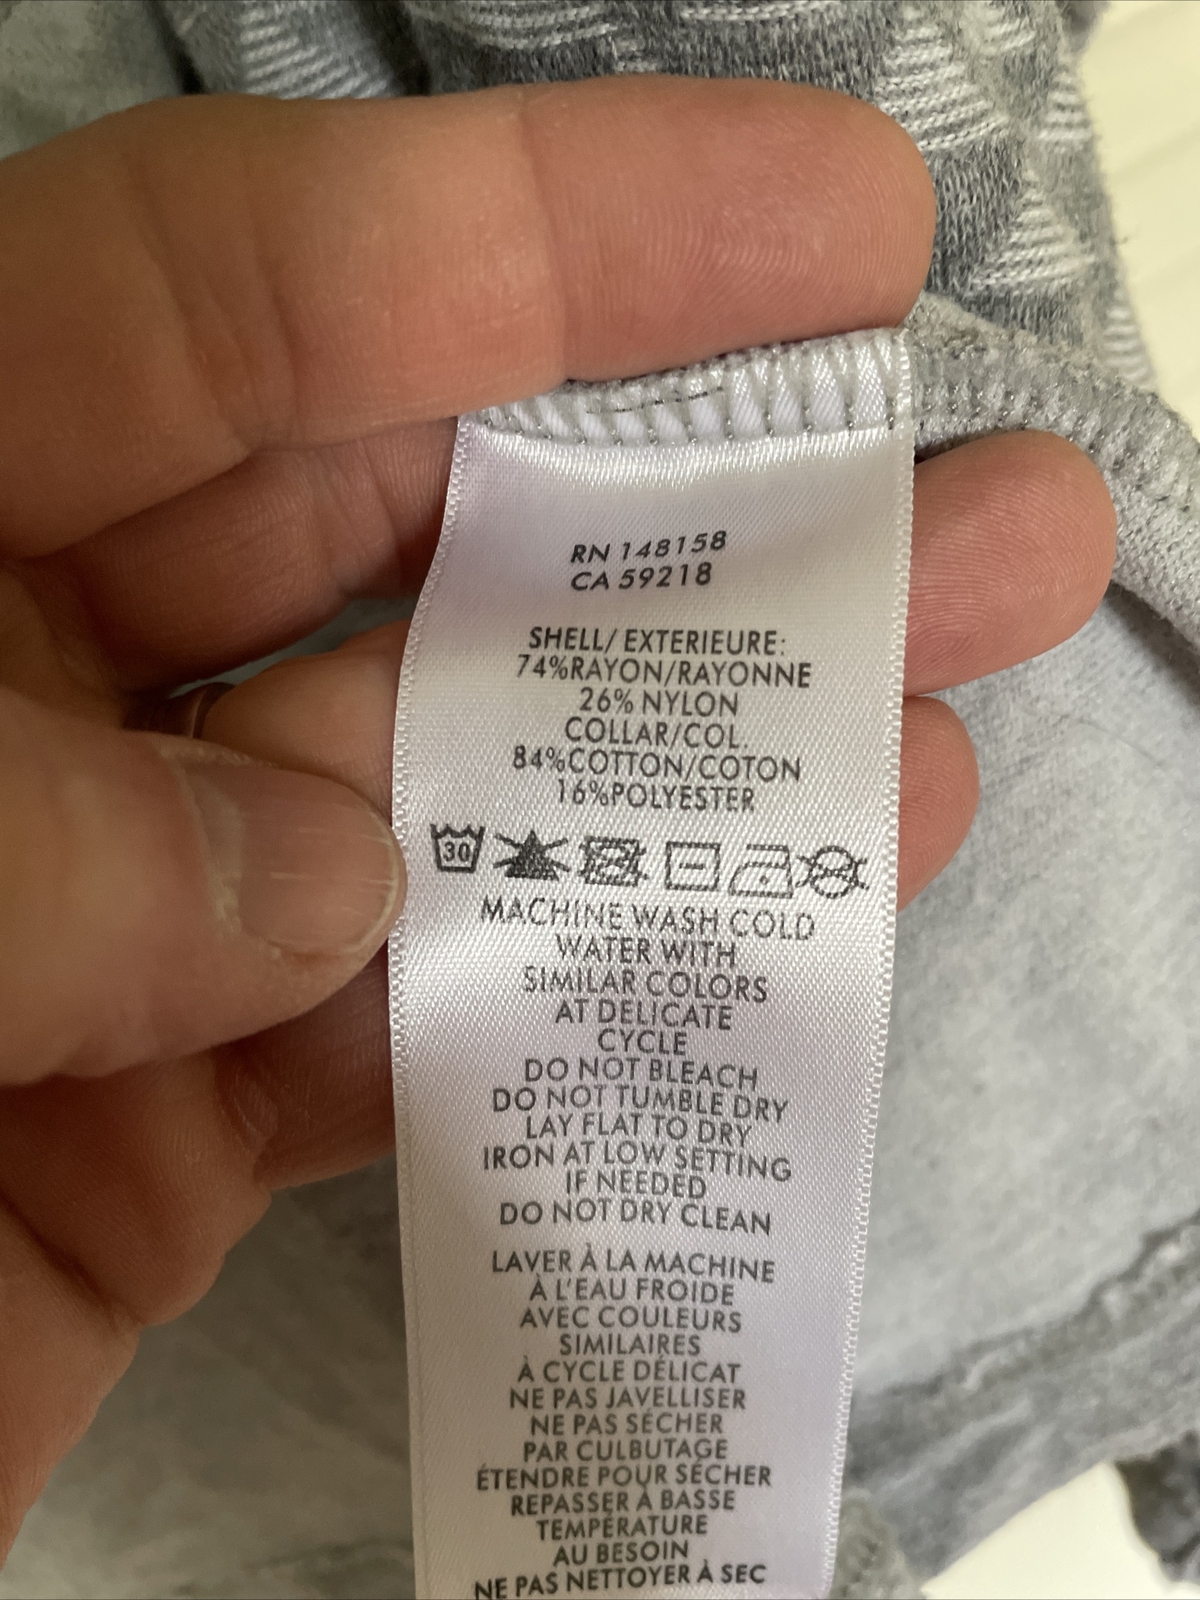 RN 148158
CA 59218
SHELL/ EXTERIEURE:
74%RAYON/RAYONNE
26% NYLON
COLLAR/COL.
84%COTTON/COTON
16%POLYESTER
30
MACHINE WASH COLD
WATER WITH
SIMILAR COLORS
AT DELICATE
CYCLE
DO NOT BLEACH
DO NOT TUMBLE DRY
LAY FLAT TO DRY
IRON AT LOW SETTING
IF NEEDED
DO NOT DRY CLEAN
LAVER À LA MACHINE
À L'EAU FROIDE
AVEC COULEURS
SIMILAIRES
À CYCLE DÉLICAT
NE PAS JAVELLISER
NE PAS SÉCHER
PAR CULBUTAGE
ÉTENDRE POUR SÉCHER
REPASSER À BASSE
TEMPÉRATURE
AU BESOIN
NE PAS NETTOYER À SEC